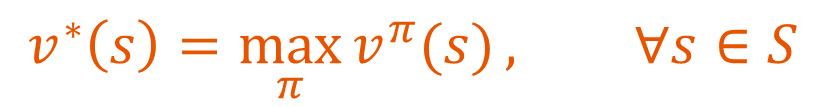 v*(s) = max_π v^π(s), ∀s ∈ S